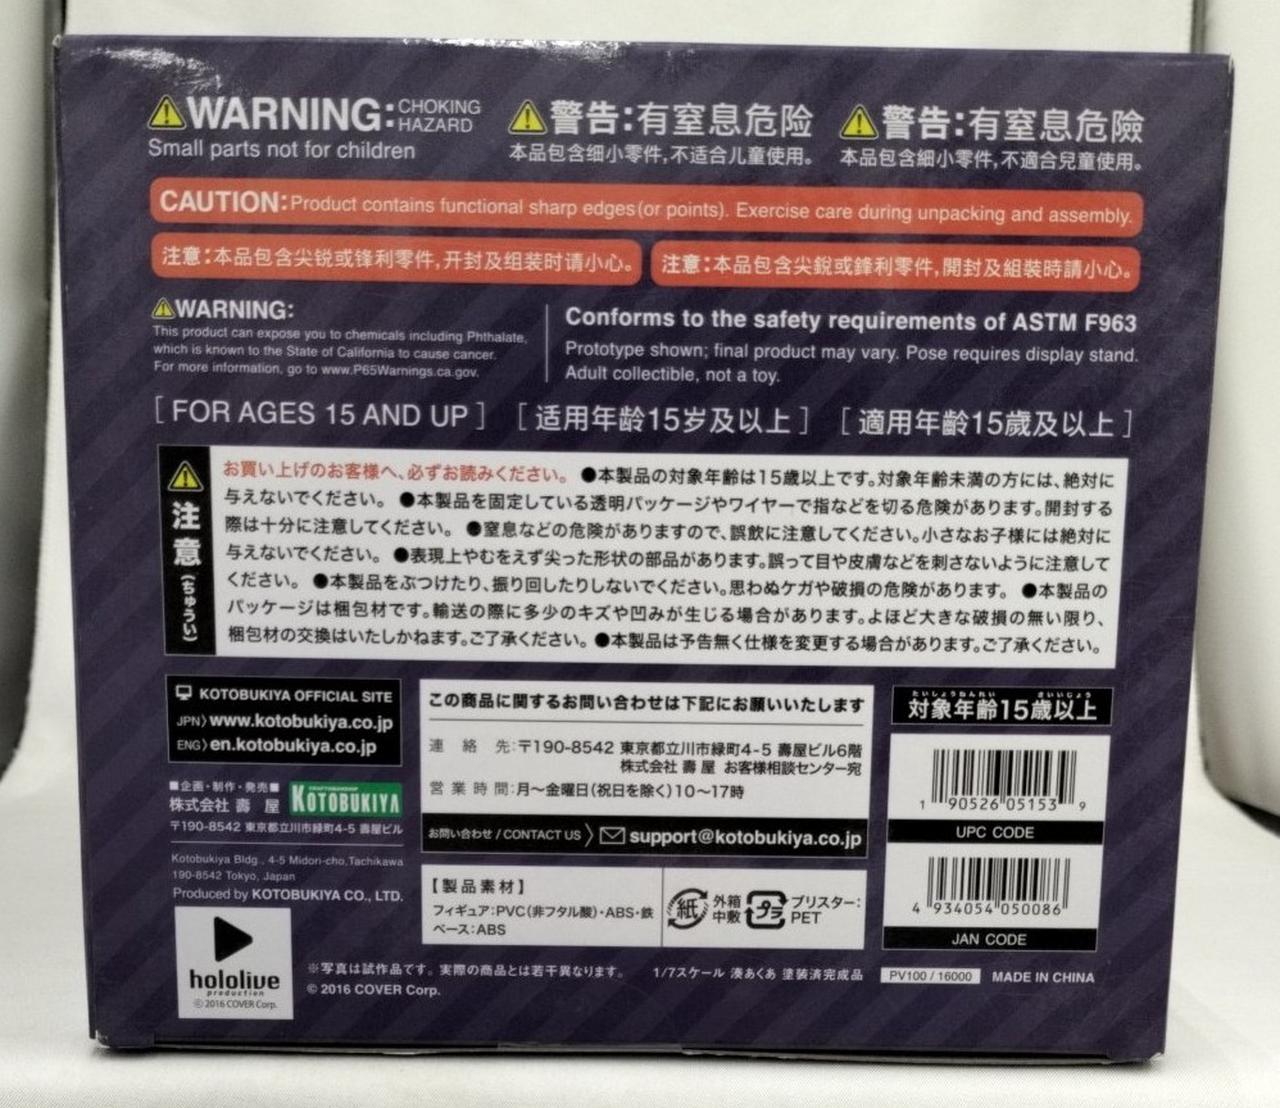 ⚠WARNING: CHOKING HAZARD
Small parts not for children
⚠警告:有窒息危险
本品包含细小零件,不适合儿童使用。
⚠警告:有窒息危險
本品包含細小零件,不適合兒童使用。
CAUTION: Product contains functional sharp edges(or points). Exercise care during unpacking and assembly.
注意:本品包含尖锐或锋利零件,开封及组装时请小心。
注意:本品包含尖銳或鋒利零件,開封及組裝時請小心。
⚠WARNING:
This product can expose you to chemicals including Phthalate,
which is known to the State of California to cause cancer.
For more information, go to www.P65Warnings.ca.gov.
Conforms to the safety requirements of ASTM F963
Prototype shown; final product may vary. Pose requires display stand.
Adult collectible, not a toy.
[ FOR AGES 15 AND UP ] [ 适用年龄15岁及以上 ] [ 適用年齡15歲及以上 ]
⚠注意(ちゅうい)
お買い上げのお客様へ、必ずお読みください。 ●本製品の対象年齢は15歳以上です。対象年齢未満の方には、絶対に
与えないでください。 ●本製品を固定している透明パッケージやワイヤーで指などを切る危険があります。開封する
際は十分に注意してください。 ●窒息などの危険がありますので、誤飲に注意してください。小さなお子様には絶対に
与えないでください。 ●表現上やむをえず尖った形状の部品があります。誤って目や皮膚などを刺さないように注意して
ください。 ●本製品をぶつけたり、振り回したりしないでください。思わぬケガや破損の危険があります。 ●本製品の
パッケージは梱包材です。輸送の際に多少のキズや凹みが生じる場合があります。よほど大きな破損の無い限り、
梱包材の交換はいたしかねます。ご了承ください。 ●本製品は予告無く仕様を変更する場合があります。ご了承ください。
KOTOBUKIYA OFFICIAL SITE
JPN〉www.kotobukiya.co.jp
ENG〉en.kotobukiya.co.jp
■企画・制作・発売■
株式会社 壽 屋
CRAFTSMANSHIP
KOTOBUKIYA
〒190-8542 東京都立川市緑町4-5 壽屋ビル
Kotobukiya Bldg., 4-5 Midori-cho,Tachikawa
190-8542 Tokyo, Japan
Produced by KOTOBUKIYA CO., LTD.
hololive
production
© 2016 COVER Corp.
この商品に関するお問い合わせは下記にお願いいたします
連絡先:〒190-8542 東京都立川市緑町4-5 壽屋ビル6階
株式会社 壽 屋 お客様相談センター宛
営業時間:月〜金曜日(祝日を除く)10〜17時
お問い合わせ / CONTACT US 〉 support@kotobukiya.co.jp
【製品素材】
フィギュア:PVC(非フタル酸)・ABS・鉄
ベース:ABS
紙 外箱
中敷
プラ ブリスター:
PET
たいしょうねんれい さいいじょう
対象年齢15歳以上
1 90526 05153 9
UPC CODE
4 934054 050086
JAN CODE
※写真は試作品です。実際の商品とは若干異なります。 1/7スケール 湊あくあ 塗装済完成品 PV100 / 16000 MADE IN CHINA
© 2016 COVER Corp.